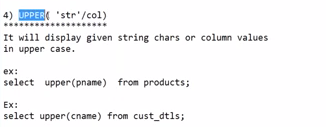 4) UPPER( 'str'/col)
*********************
It will display given string chars or column values
in upper case.
ex:
select  upper(pname)  from products;
Ex:
select upper(cname) from cust_dtls;